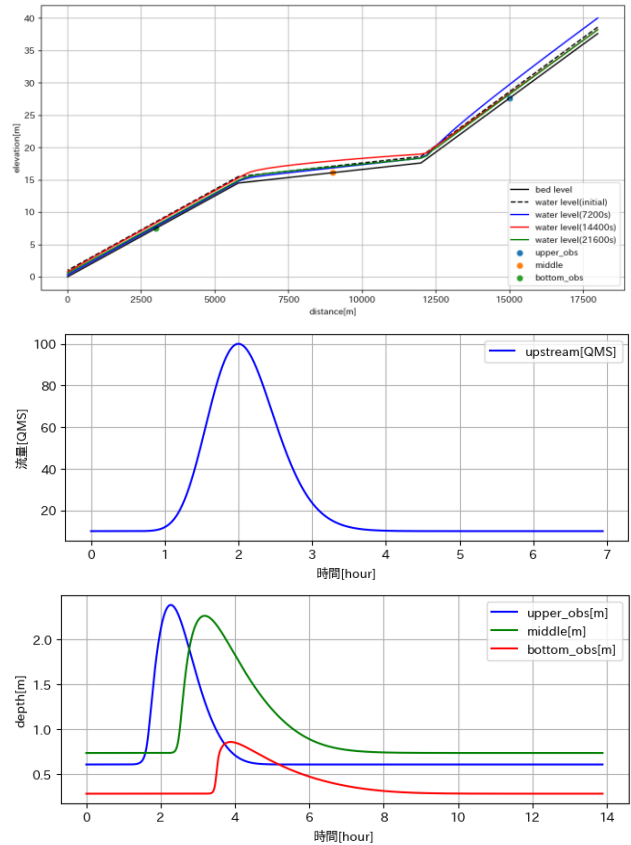 40
35
30
25
20
15
10
5
0
elevation[m]
bed level
water level(initial)
water level(7200s)
water level(14400s)
water level(21600s)
upper_obs
middle
bottom_obs
0 2500 5000 7500 10000 12500 15000 17500
distance[m]
100
80
60
40
20
流量[QMS]
upstream[QMS]
0 1 2 3 4 5 6 7
時間[hour]
2.0
1.5
1.0
0.5
depth[m]
upper_obs[m]
middle[m]
bottom_obs[m]
0 2 4 6 8 10 12 14
時間[hour]